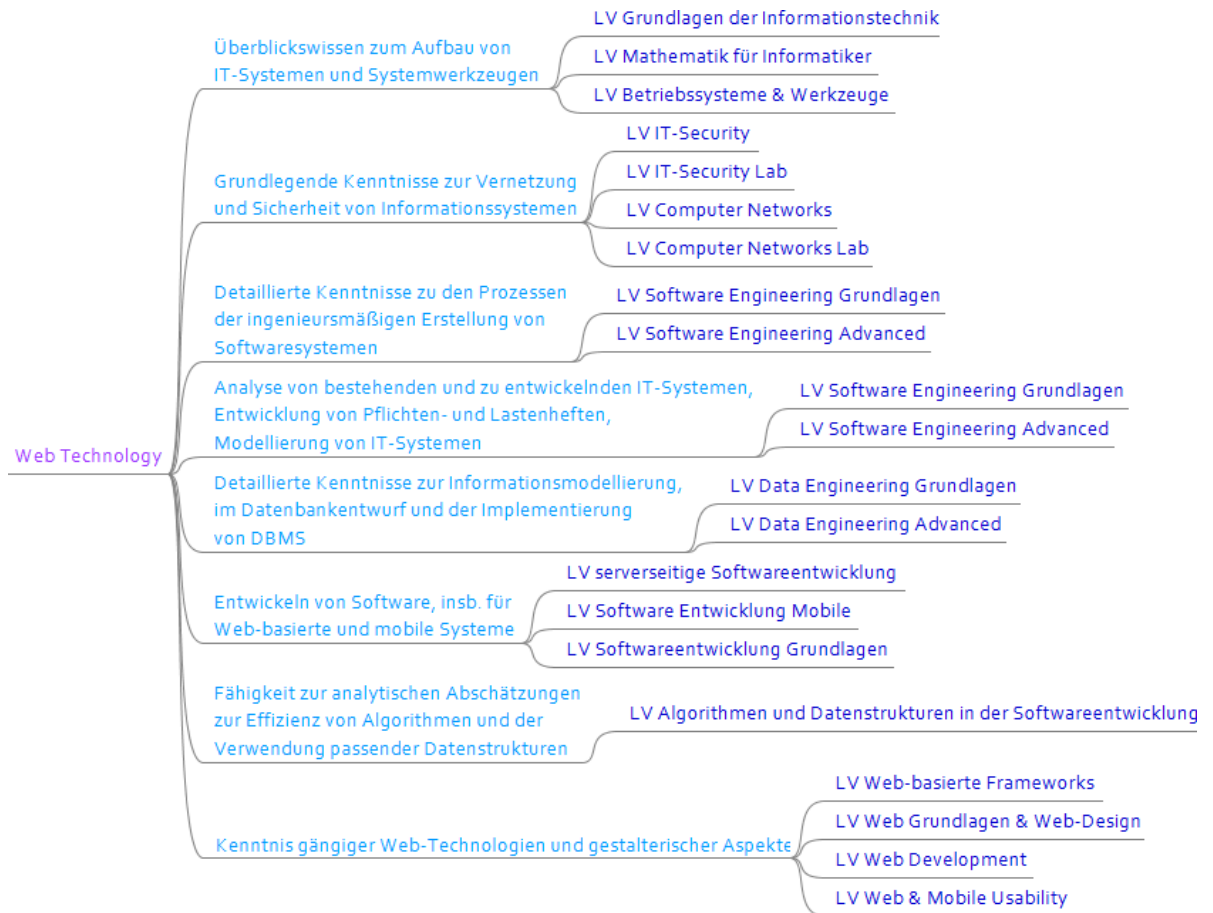 Web Technology
Überblickswissen zum Aufbau von
IT-Systemen und Systemwerkzeugen
LV Grundlagen der Informationstechnik
LV Mathematik für Informatiker
LV Betriebssysteme & Werkzeuge
Grundlegende Kenntnisse zur Vernetzung
und Sicherheit von Informationssystemen
LV IT-Security
LV IT-Security Lab
LV Computer Networks
LV Computer Networks Lab
Detaillierte Kenntnisse zu den Prozessen
der ingenieursmäßigen Erstellung von
Softwaresystemen
LV Software Engineering Grundlagen
LV Software Engineering Advanced
Analyse von bestehenden und zu entwickelnden IT-Systemen,
Entwicklung von Pflichten- und Lastenheften,
Modellierung von IT-Systemen
LV Software Engineering Grundlagen
LV Software Engineering Advanced
Detaillierte Kenntnisse zur Informationsmodellierung,
im Datenbankentwurf und der Implementierung
von DBMS
LV Data Engineering Grundlagen
LV Data Engineering Advanced
Entwickeln von Software, insb. für
Web-basierte und mobile Systeme
LV serverseitige Softwareentwicklung
LV Software Entwicklung Mobile
LV Softwareentwicklung Grundlagen
Fähigkeit zur analytischen Abschätzungen
zur Effizienz von Algorithmen und der
Verwendung passender Datenstrukturen
LV Algorithmen und Datenstrukturen in der Softwareentwicklung
Kenntnis gängiger Web-Technologien und gestalterischer Aspekte
LV Web-basierte Frameworks
LV Web Grundlagen & Web-Design
LV Web Development
LV Web & Mobile Usability